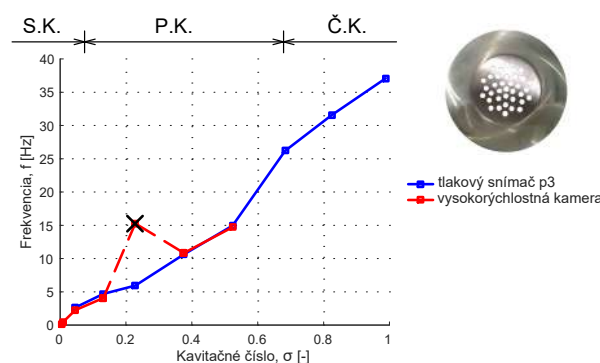 S.K. P.K. Č.K.
40
35
30
25
20
15
10
5
0
Frekvencia, f [Hz]
0 0.2 0.4 0.6 0.8 1
Kavitačné číslo, σ [-]
tlakový snímač p3
vysokorýchlostná kamera